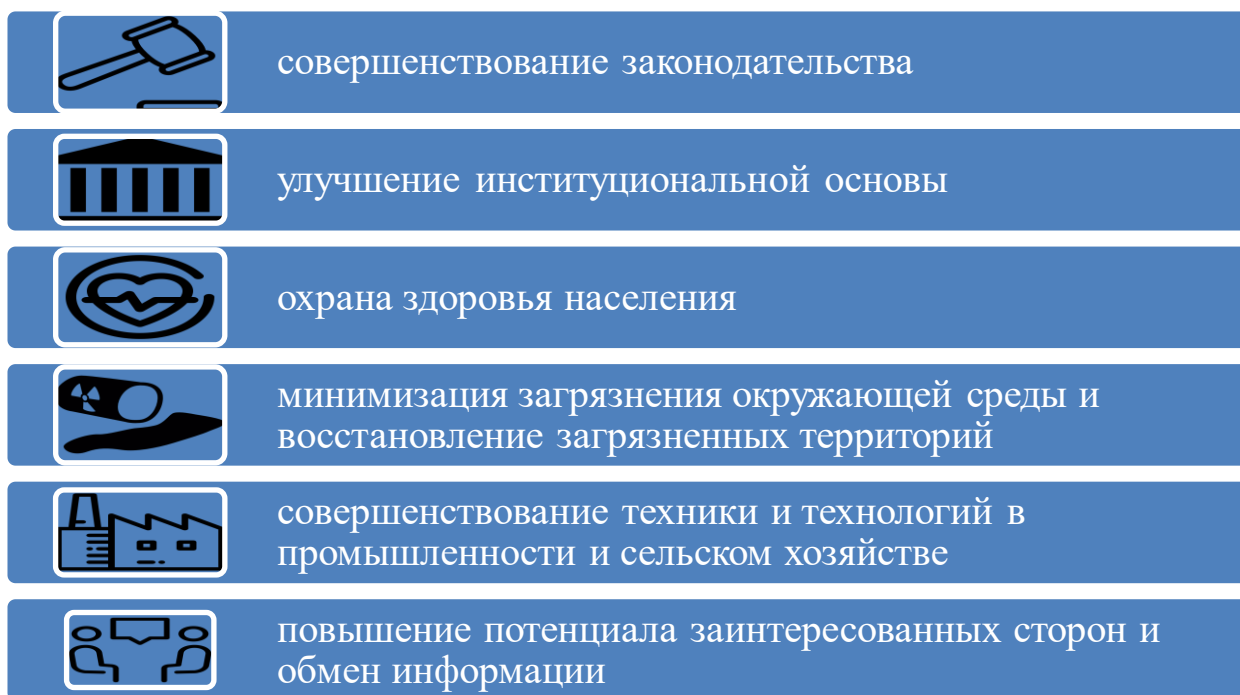 совершенствование законодательства
улучшение институциональной основы
охрана здоровья населения
минимизация загрязнения окружающей среды и
восстановление загрязненных территорий
совершенствование техники и технологий в
промышленности и сельском хозяйстве
повышение потенциала заинтересованных сторон и
обмен информации